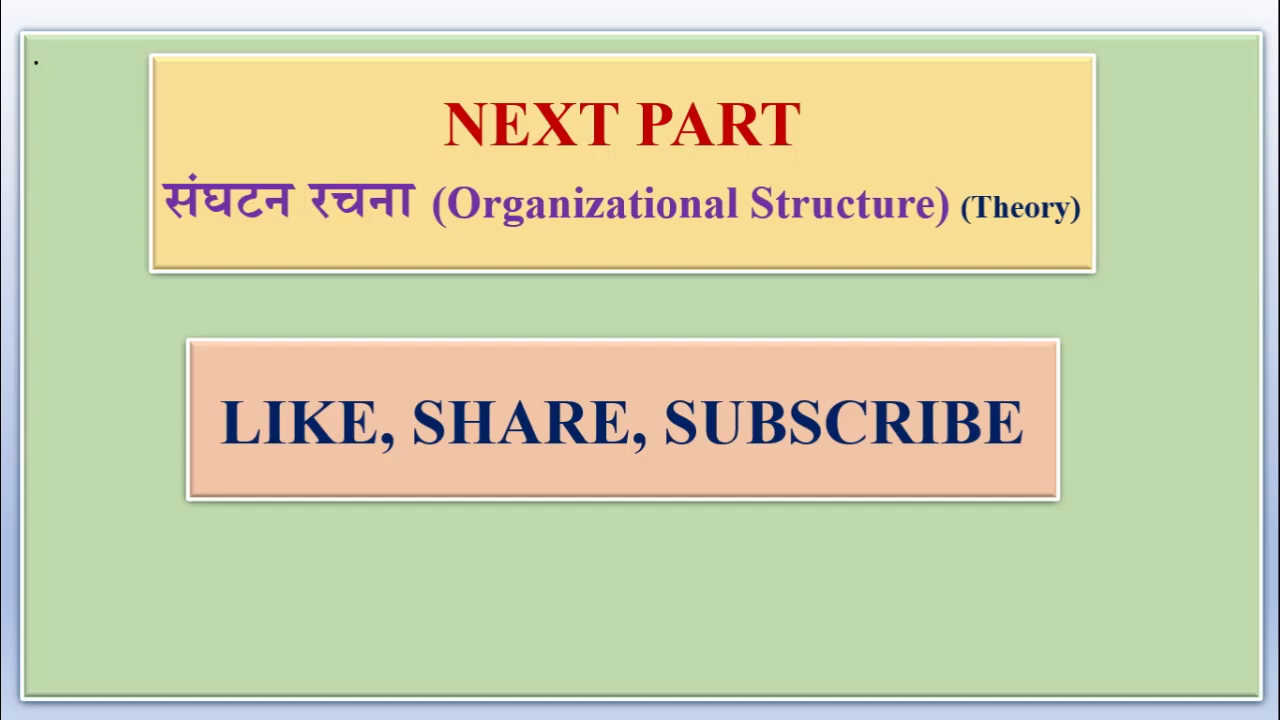 .
NEXT PART
संघटन रचना (Organizational Structure) (Theory)
LIKE, SHARE, SUBSCRIBE